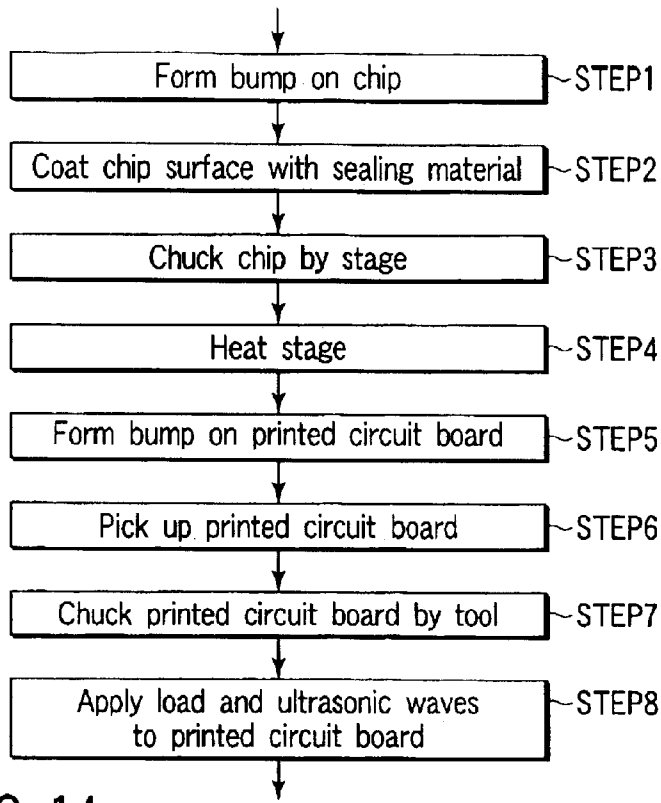 Form bump on chip
STEP1
Coat chip surface with sealing material
STEP2
Chuck chip by stage
STEP3
Heat stage
STEP4
Form bump on printed circuit board
STEP5
Pick up printed circuit board
STEP6
Chuck printed circuit board by tool
STEP7
Apply load and ultrasonic waves
to printed circuit board
STEP8